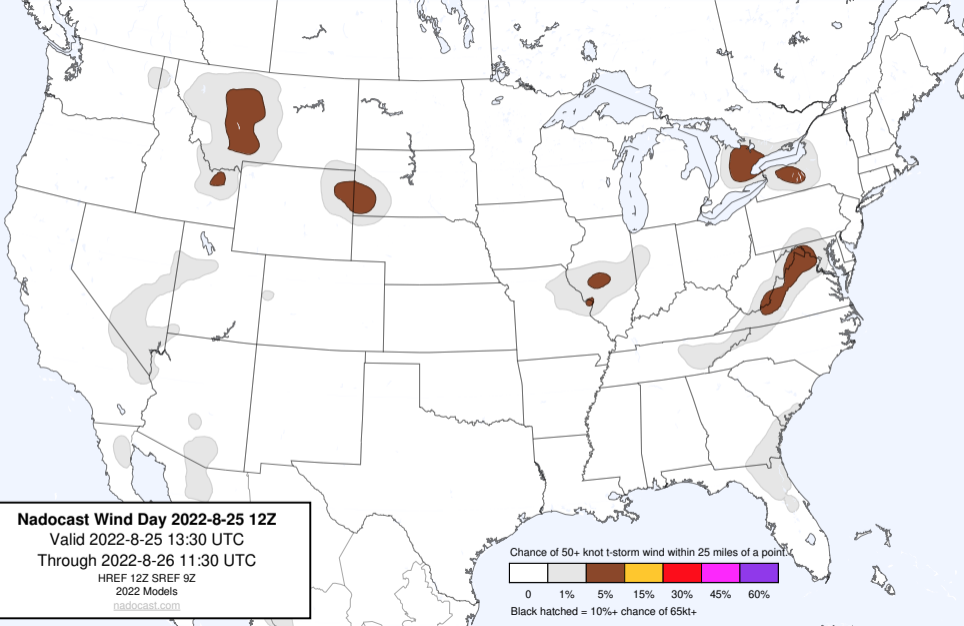 Nadocast Wind Day 2022-8-25 12Z
Valid 2022-8-25 13:30 UTC
Through 2022-8-26 11:30 UTC
HREF 12Z SREF 9Z
2022 Models
nadocast.com
Chance of 50+ knot t-storm wind within 25 miles of a point.
0 1% 5% 15% 30% 45% 60%
Black hatched = 10%+ chance of 65kt+